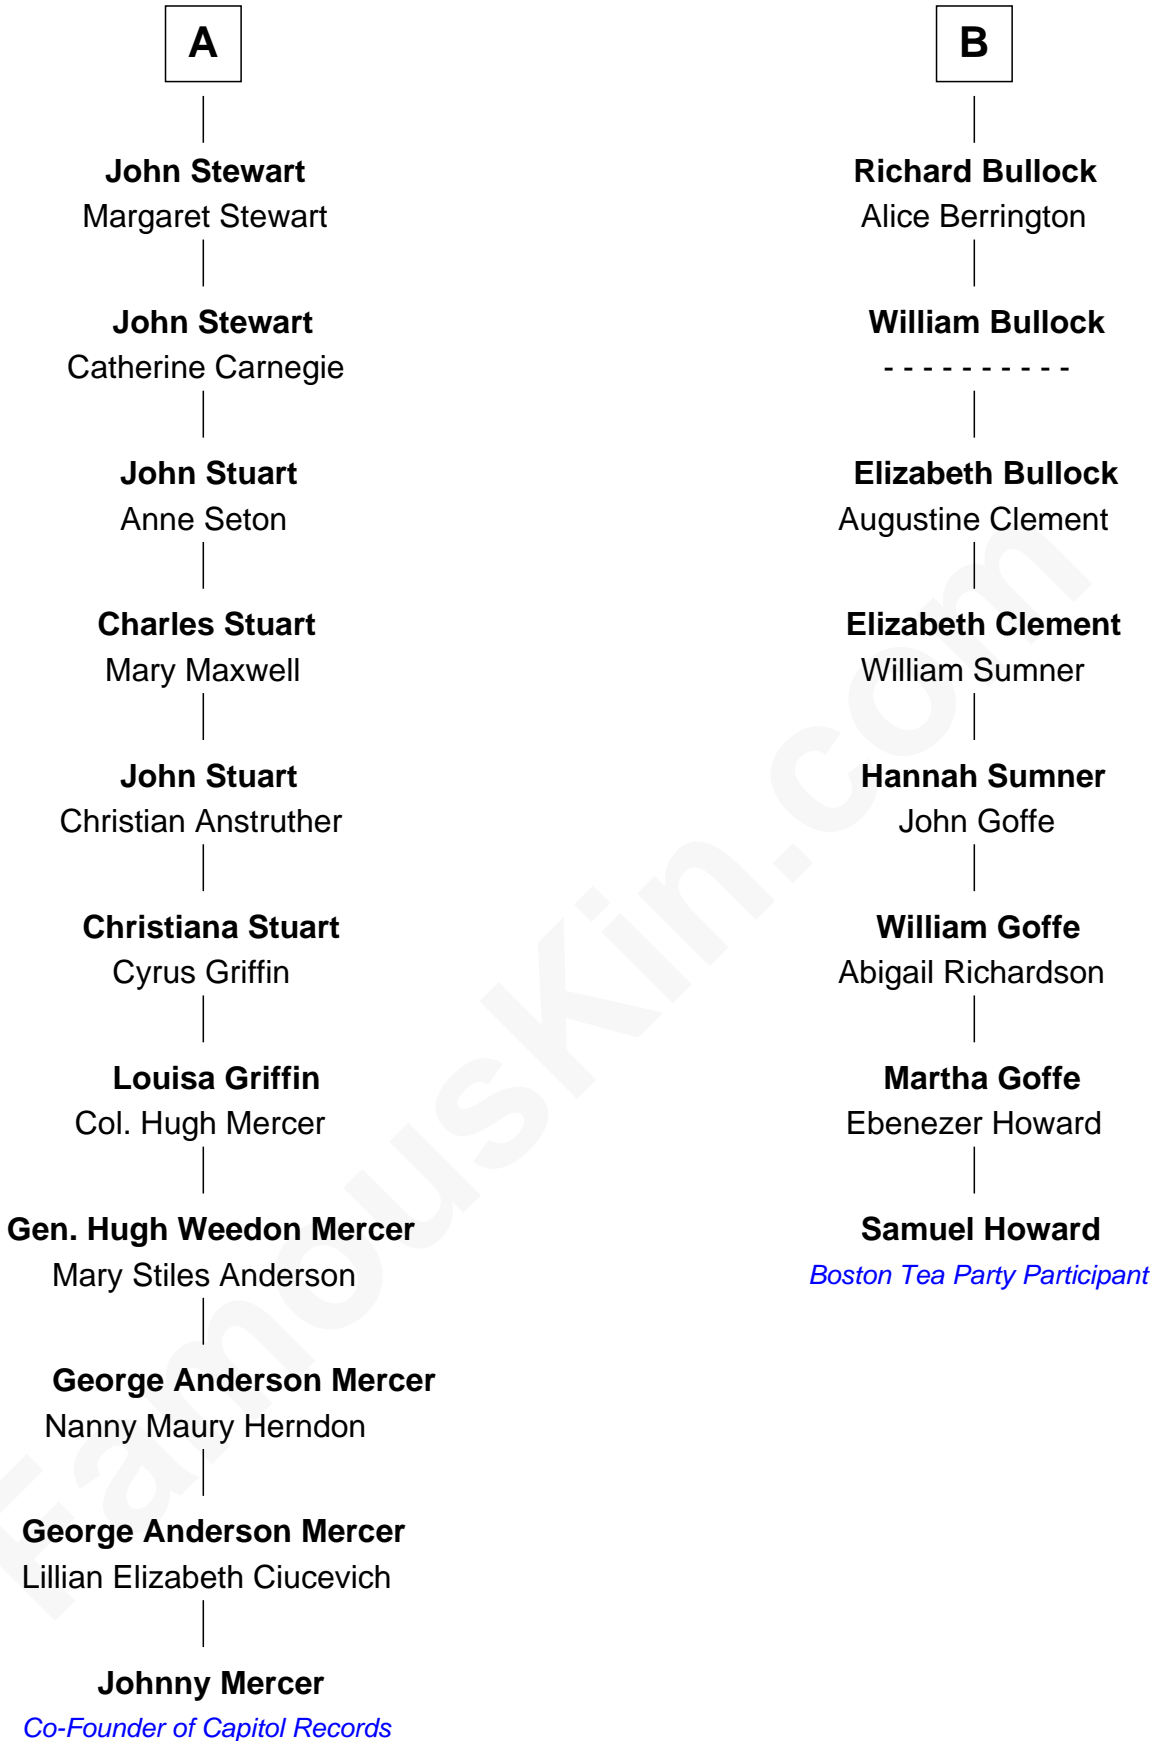 A
John Stewart
Margaret Stewart
John Stewart
Catherine Carnegie
John Stuart
Anne Seton
Charles Stuart
Mary Maxwell
John Stuart
Christian Anstruther
Christiana Stuart
Cyrus Griffin
Louisa Griffin
Col. Hugh Mercer
Gen. Hugh Weedon Mercer
Mary Stiles Anderson
George Anderson Mercer
Nanny Maury Herndon
George Anderson Mercer
Lillian Elizabeth Ciucevich
Johnny Mercer
Co-Founder of Capitol Records
B
Richard Bullock
Alice Berrington
William Bullock
- - - - - - - - - -
Elizabeth Bullock
Augustine Clement
Elizabeth Clement
William Sumner
Hannah Sumner
John Goffe
William Goffe
Abigail Richardson
Martha Goffe
Ebenezer Howard
Samuel Howard
Boston Tea Party Participant
FamousKin.com